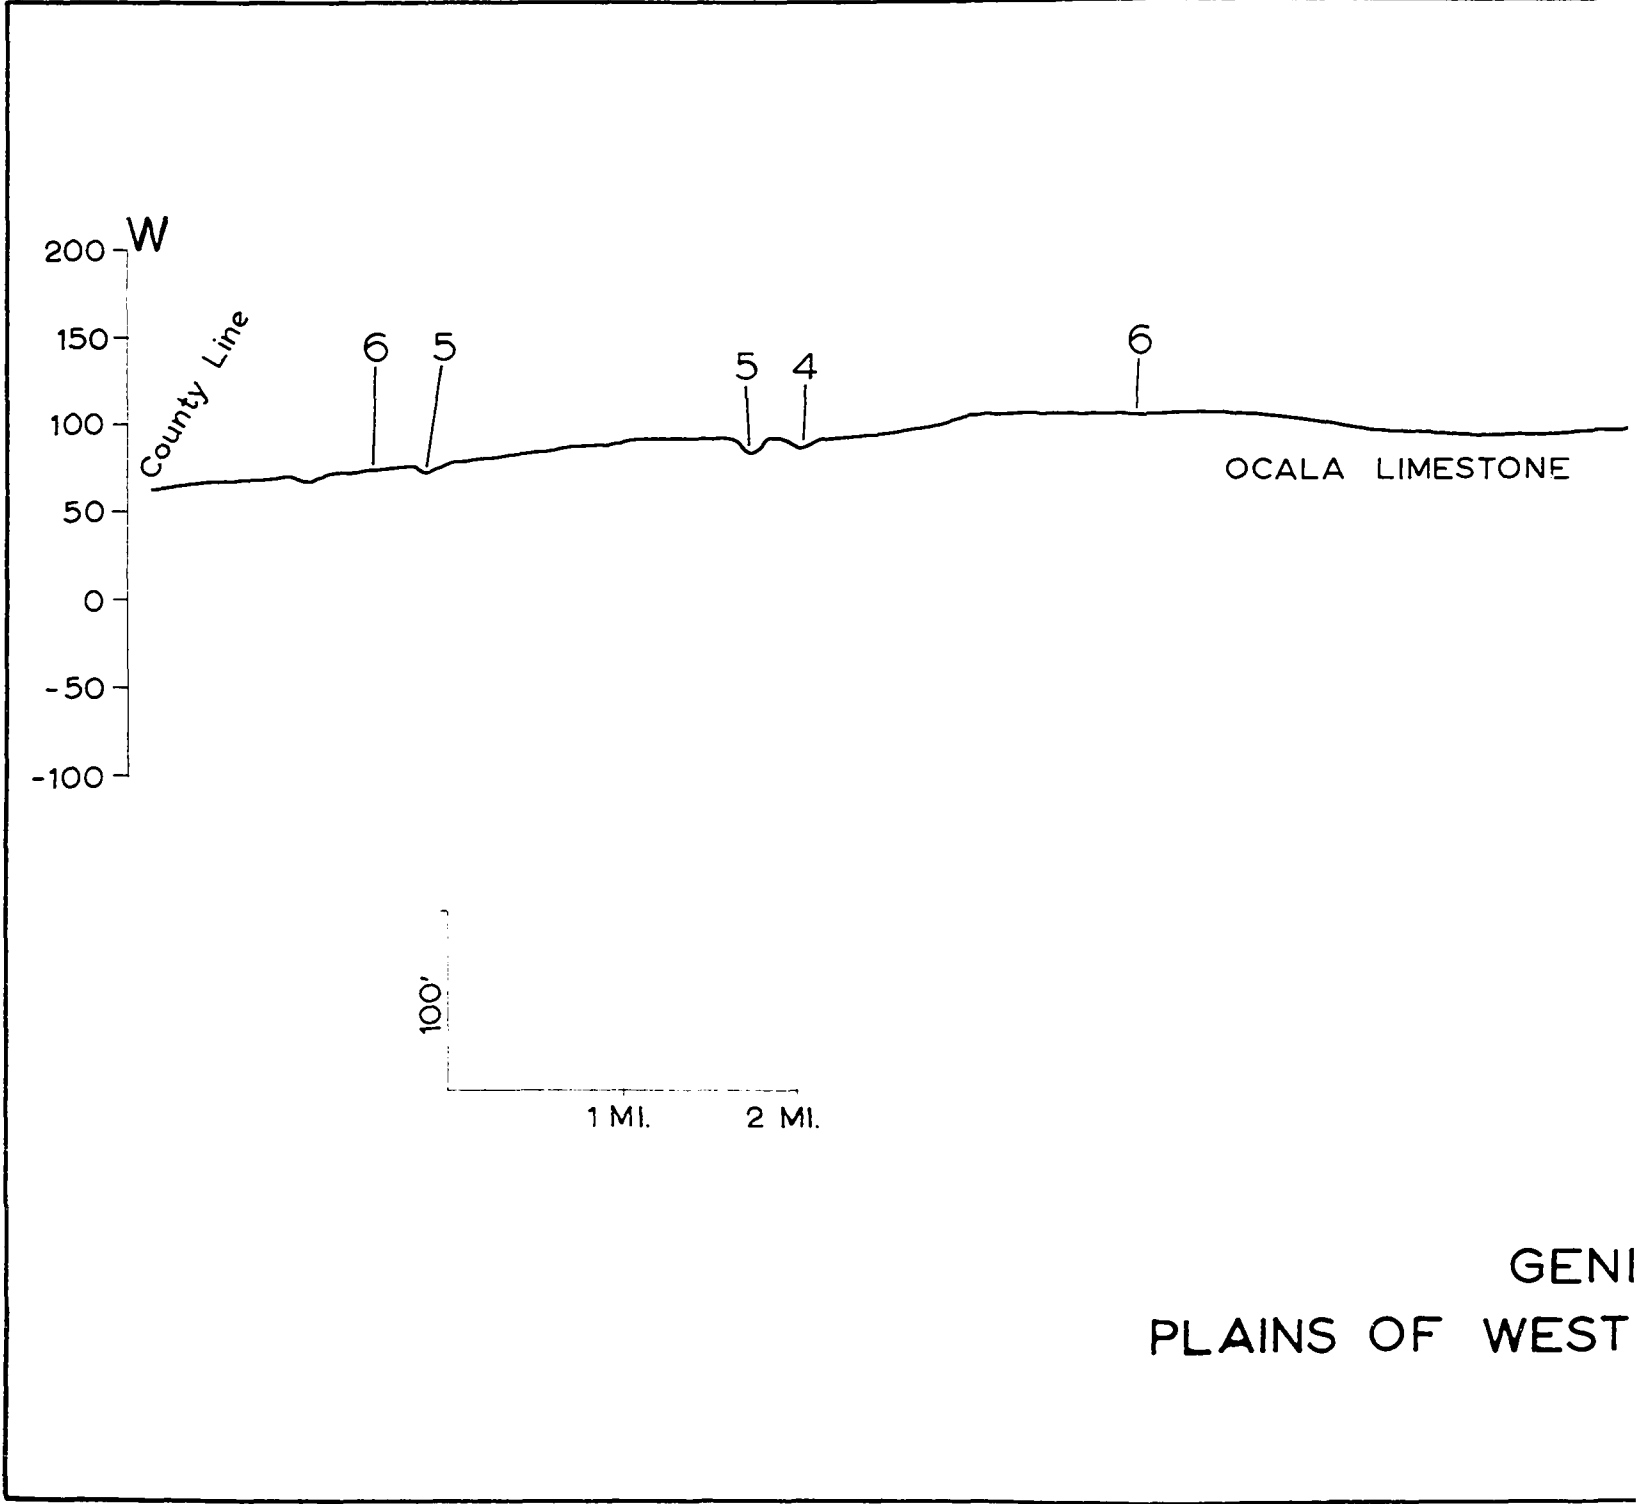 W
200
150
100
50
0
-50
-100
County Line
6 5 5 4 6
OCALA LIMESTONE
100'
1 MI. 2 MI.
GENI
PLAINS OF WEST